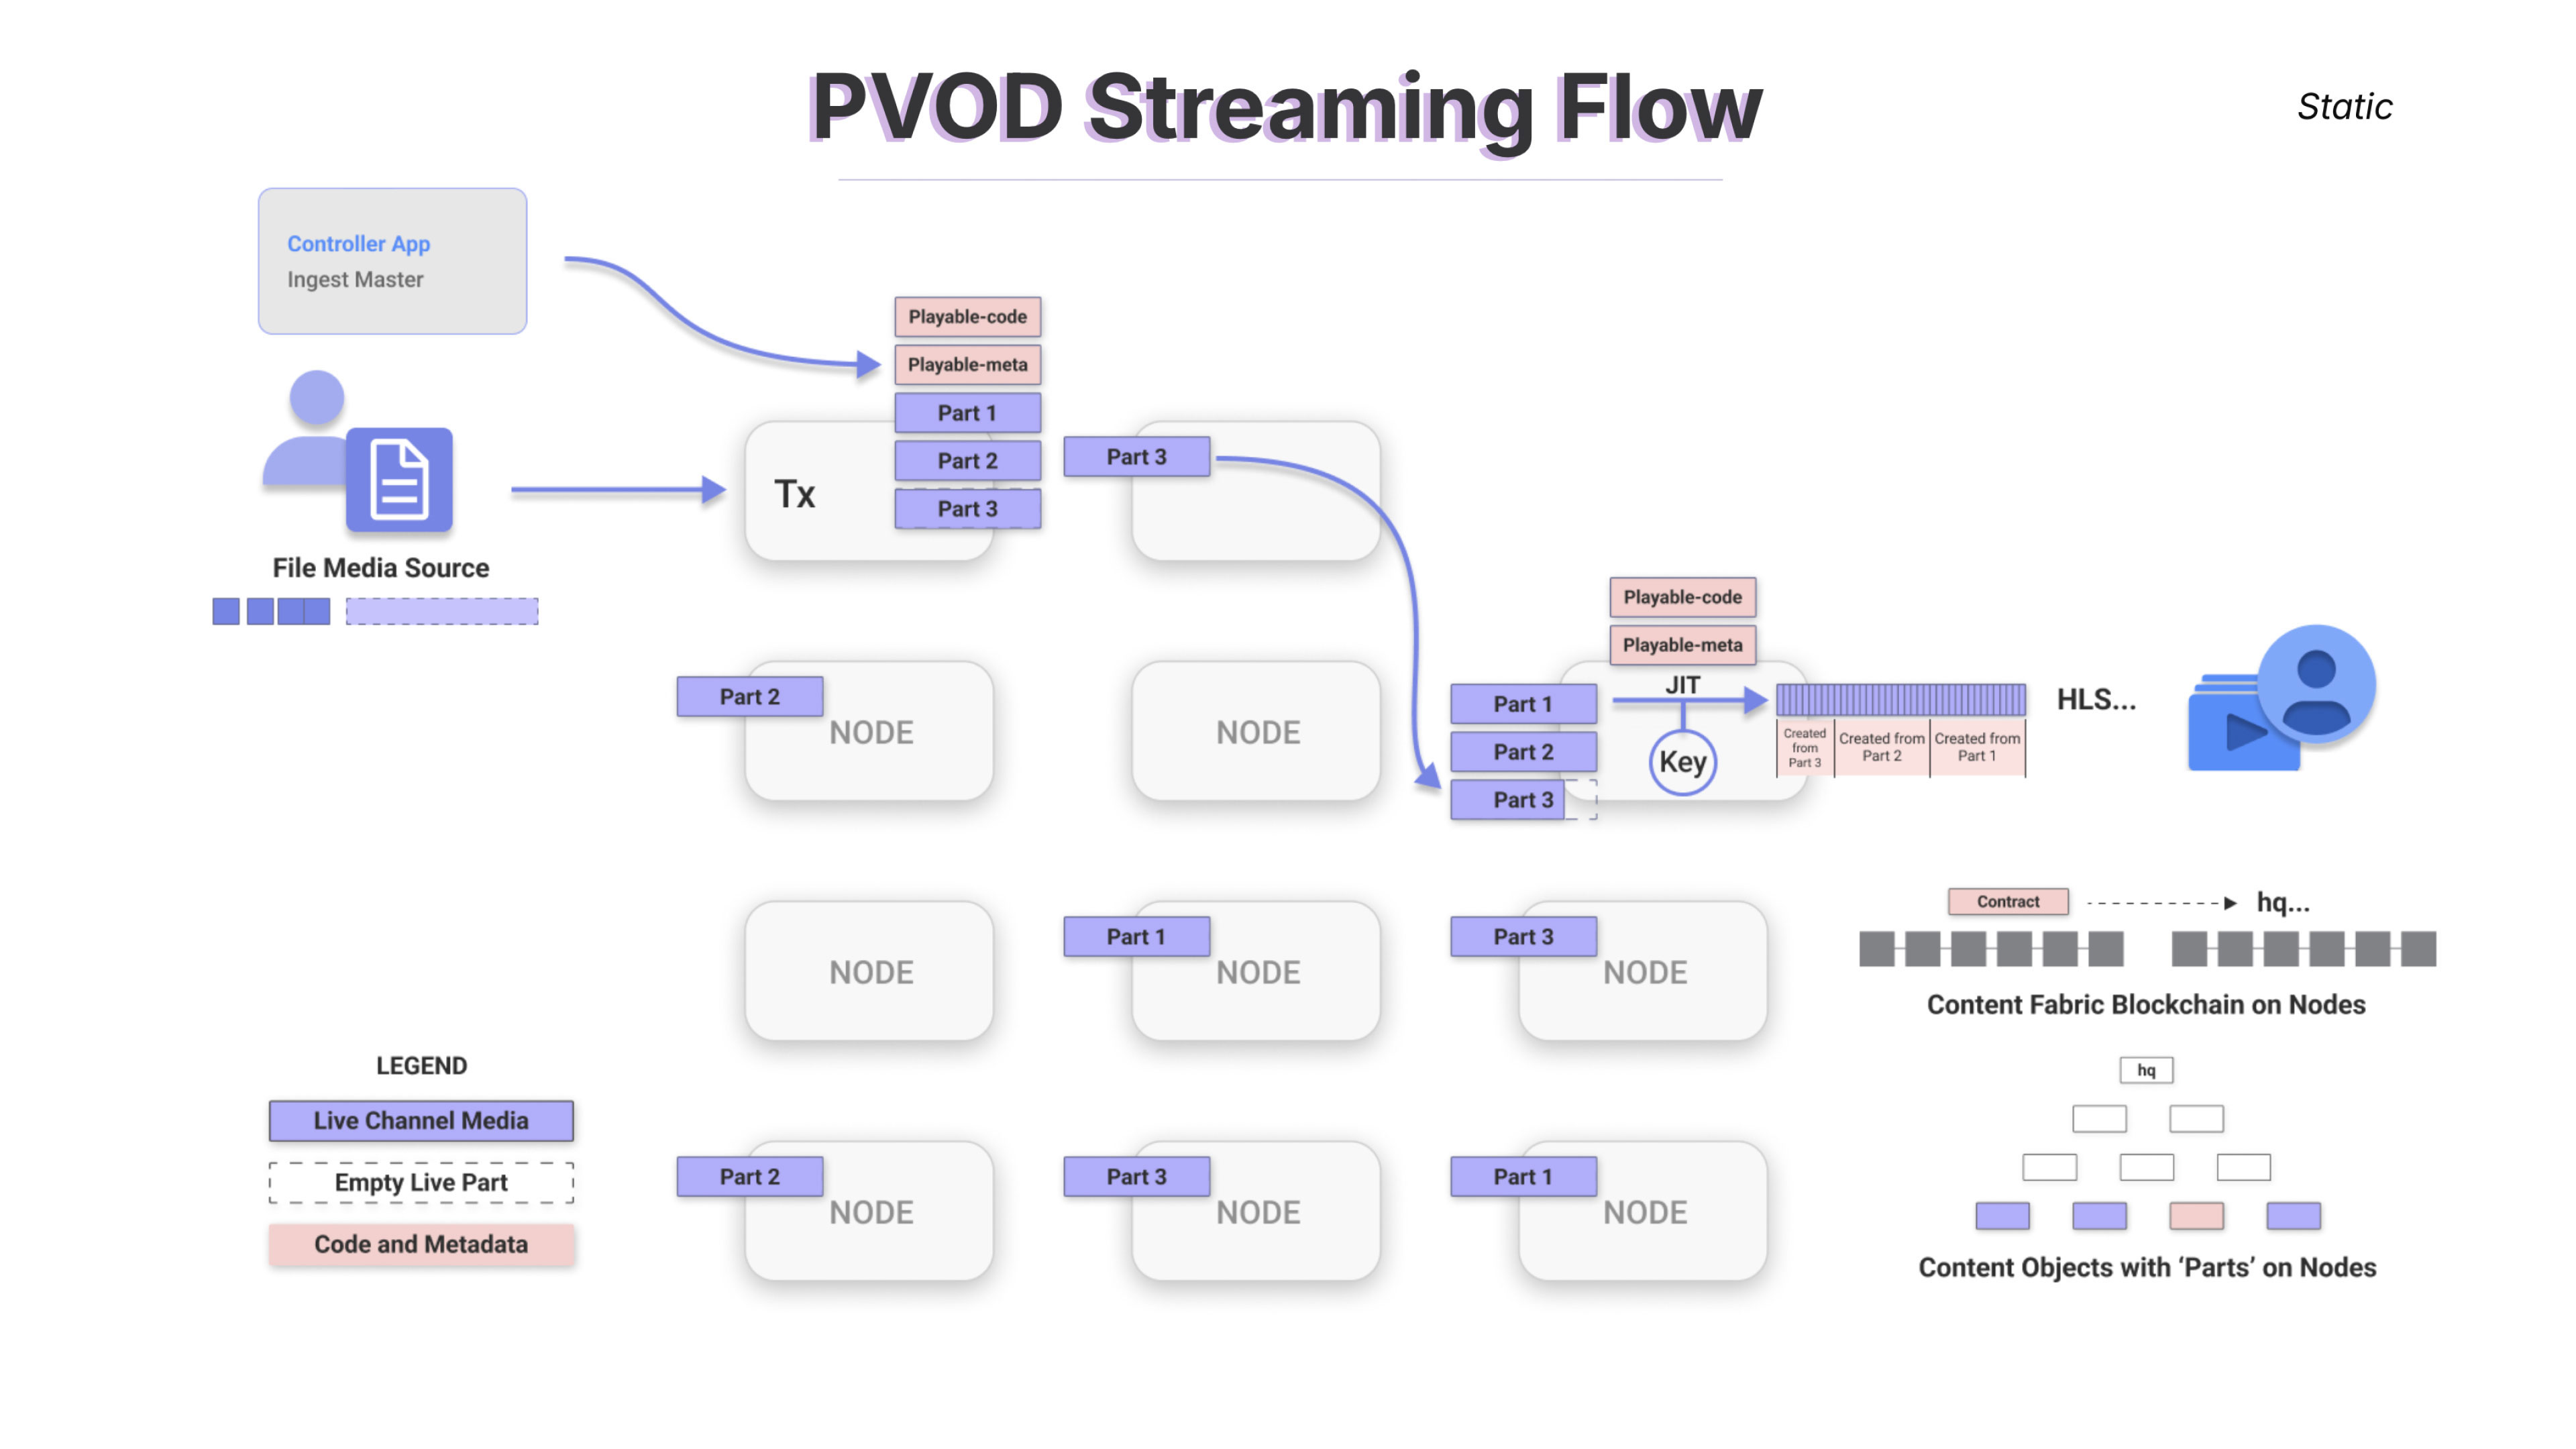 PVOD Streaming Flow
Static
Controller App
Ingest Master
Playable-code
Playable-meta
Part 1
Part 2
Part 3
Tx
Part 3
File Media Source
Playable-code
Playable-meta
Part 2
NODE
NODE
Part 1
Part 2
Part 3
JIT
Key
Created
from
Part 3
Created from
Part 2
Created from
Part 1
HLS...
NODE
Part 1
NODE
Part 3
NODE
Contract
hq...
Content Fabric Blockchain on Nodes
LEGEND
Live Channel Media
Empty Live Part
Code and Metadata
Part 2
NODE
Part 3
NODE
Part 1
NODE
hq
Content Objects with ‘Parts’ on Nodes